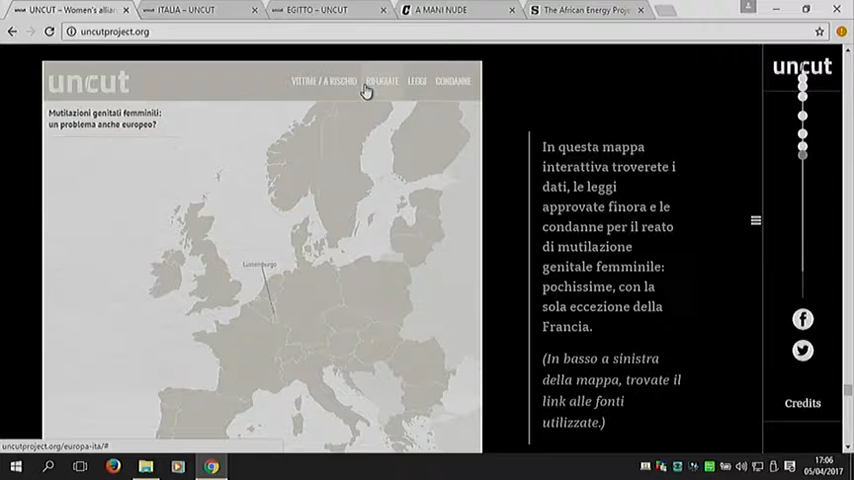 UNCUT – Women's allian
ITALIA – UNCUT
EGITTO – UNCUT
A MANI NUDE
The African Energy Proje
uncutproject.org
uncut
VITTIME / A RISCHIO
RIFUGIATE
LEGGI
CONDANNE
Mutilazioni genitali femminili:
un problema anche europeo?
Lussemburgo
In questa mappa
interattiva troverete i
dati, le leggi
approvate finora e le
condanne per il reato
di mutilazione
genitale femminile:
pochissime, con la
sola eccezione della
Francia.
(In basso a sinistra
della mappa, trovate il
link alle fonti
utilizzate.)
uncut
Credits
uncutproject.org/europa-ita/#
17:06
05/04/2017